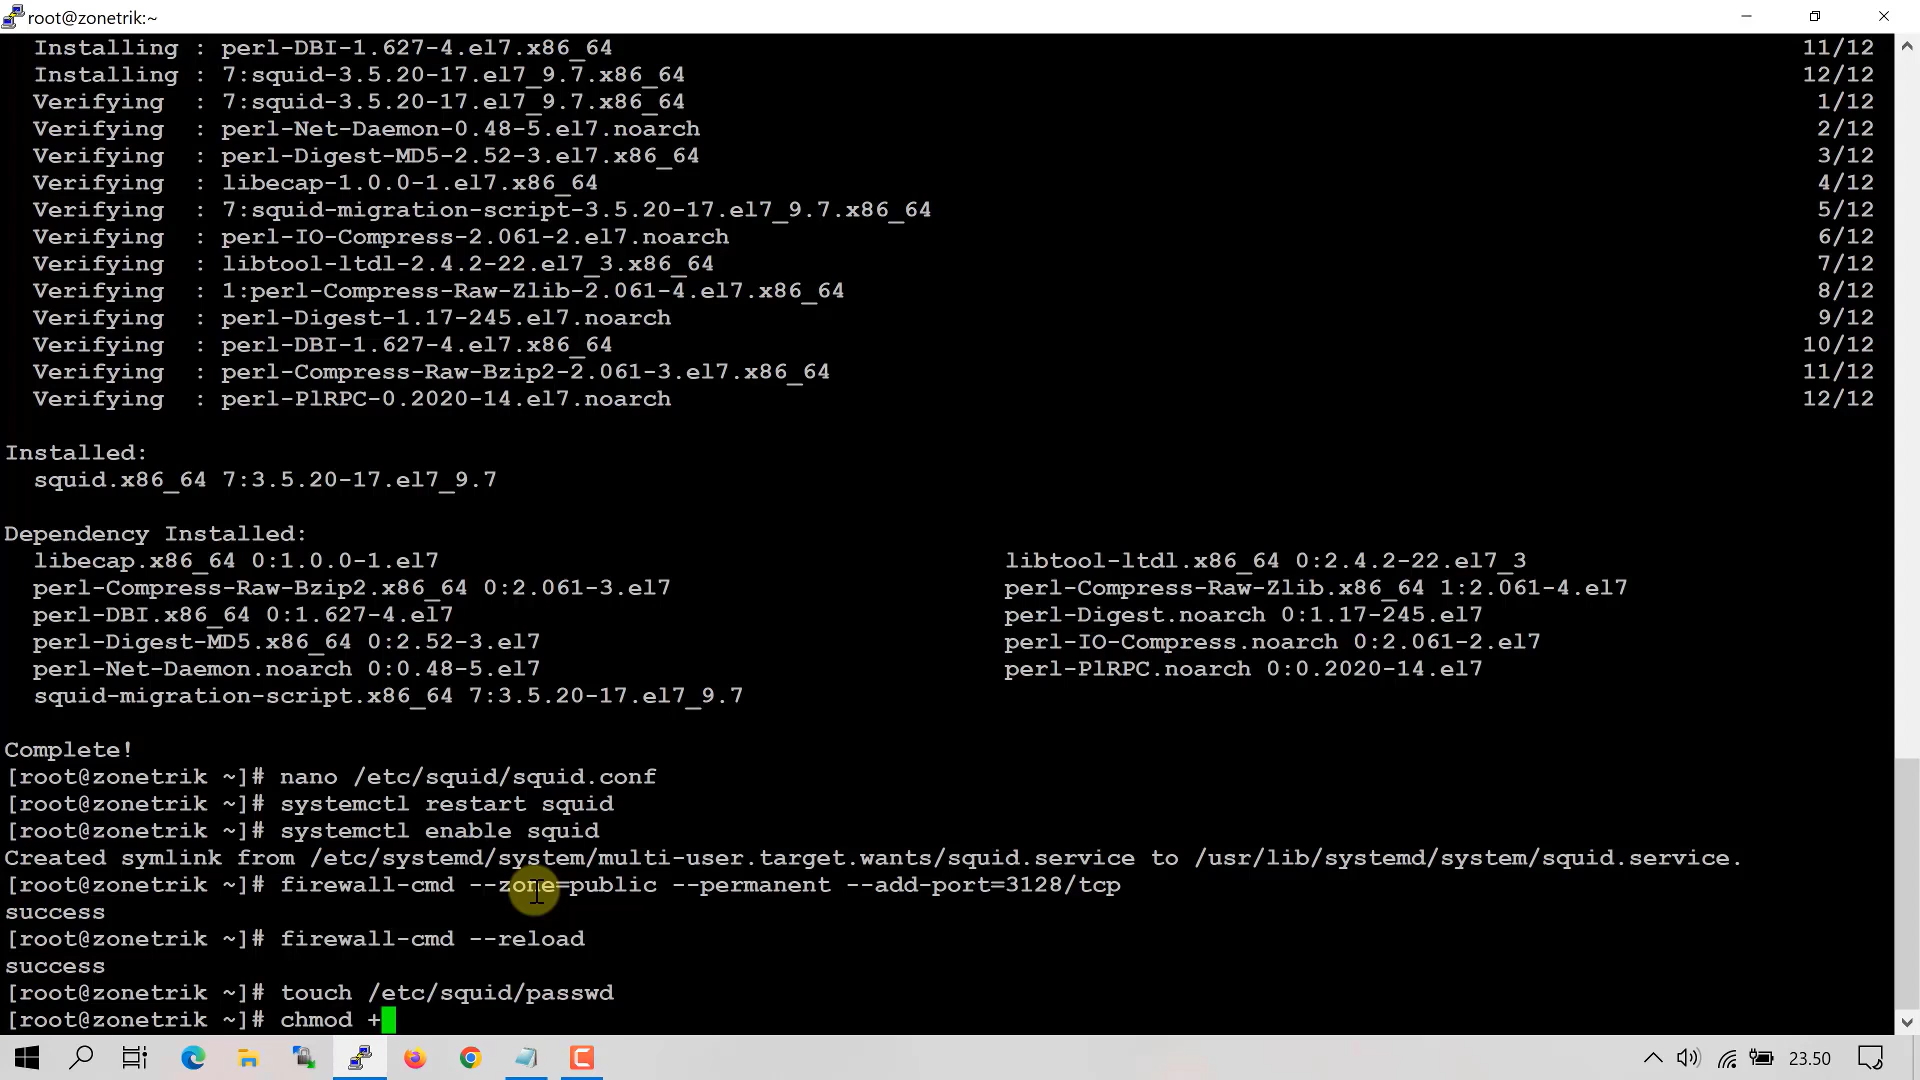 root@zonetrik:~
Installing : perl-DBI-1.627-4.el7.x86_64 11/12
Installing : 7:squid-3.5.20-17.el7_9.7.x86_64 12/12
Verifying : 7:squid-3.5.20-17.el7_9.7.x86_64 1/12
Verifying : perl-Net-Daemon-0.48-5.el7.noarch 2/12
Verifying : perl-Digest-MD5-2.52-3.el7.x86_64 3/12
Verifying : libecap-1.0.0-1.el7.x86_64 4/12
Verifying : 7:squid-migration-script-3.5.20-17.el7_9.7.x86_64 5/12
Verifying : perl-IO-Compress-2.061-2.el7.noarch 6/12
Verifying : libtool-ltdl-2.4.2-22.el7_3.x86_64 7/12
Verifying : 1:perl-Compress-Raw-Zlib-2.061-4.el7.x86_64 8/12
Verifying : perl-Digest-1.17-245.el7.noarch 9/12
Verifying : perl-DBI-1.627-4.el7.x86_64 10/12
Verifying : perl-Compress-Raw-Bzip2-2.061-3.el7.x86_64 11/12
Verifying : perl-PlRPC-0.2020-14.el7.noarch 12/12
Installed:
squid.x86_64 7:3.5.20-17.el7_9.7
Dependency Installed:
libecap.x86_64 0:1.0.0-1.el7 libtool-ltdl.x86_64 0:2.4.2-22.el7_3
perl-Compress-Raw-Bzip2.x86_64 0:2.061-3.el7 perl-Compress-Raw-Zlib.x86_64 1:2.061-4.el7
perl-DBI.x86_64 0:1.627-4.el7 perl-Digest.noarch 0:1.17-245.el7
perl-Digest-MD5.x86_64 0:2.52-3.el7 perl-IO-Compress.noarch 0:2.061-2.el7
perl-Net-Daemon.noarch 0:0.48-5.el7 perl-PlRPC.noarch 0:0.2020-14.el7
squid-migration-script.x86_64 7:3.5.20-17.el7_9.7
Complete!
[root@zonetrik ~]# nano /etc/squid/squid.conf
[root@zonetrik ~]# systemctl restart squid
[root@zonetrik ~]# systemctl enable squid
Created symlink from /etc/systemd/system/multi-user.target.wants/squid.service to /usr/lib/systemd/system/squid.service.
[root@zonetrik ~]# firewall-cmd --zone=public --permanent --add-port=3128/tcp
success
[root@zonetrik ~]# firewall-cmd --reload
success
[root@zonetrik ~]# touch /etc/squid/passwd
[root@zonetrik ~]# chmod +
23.50